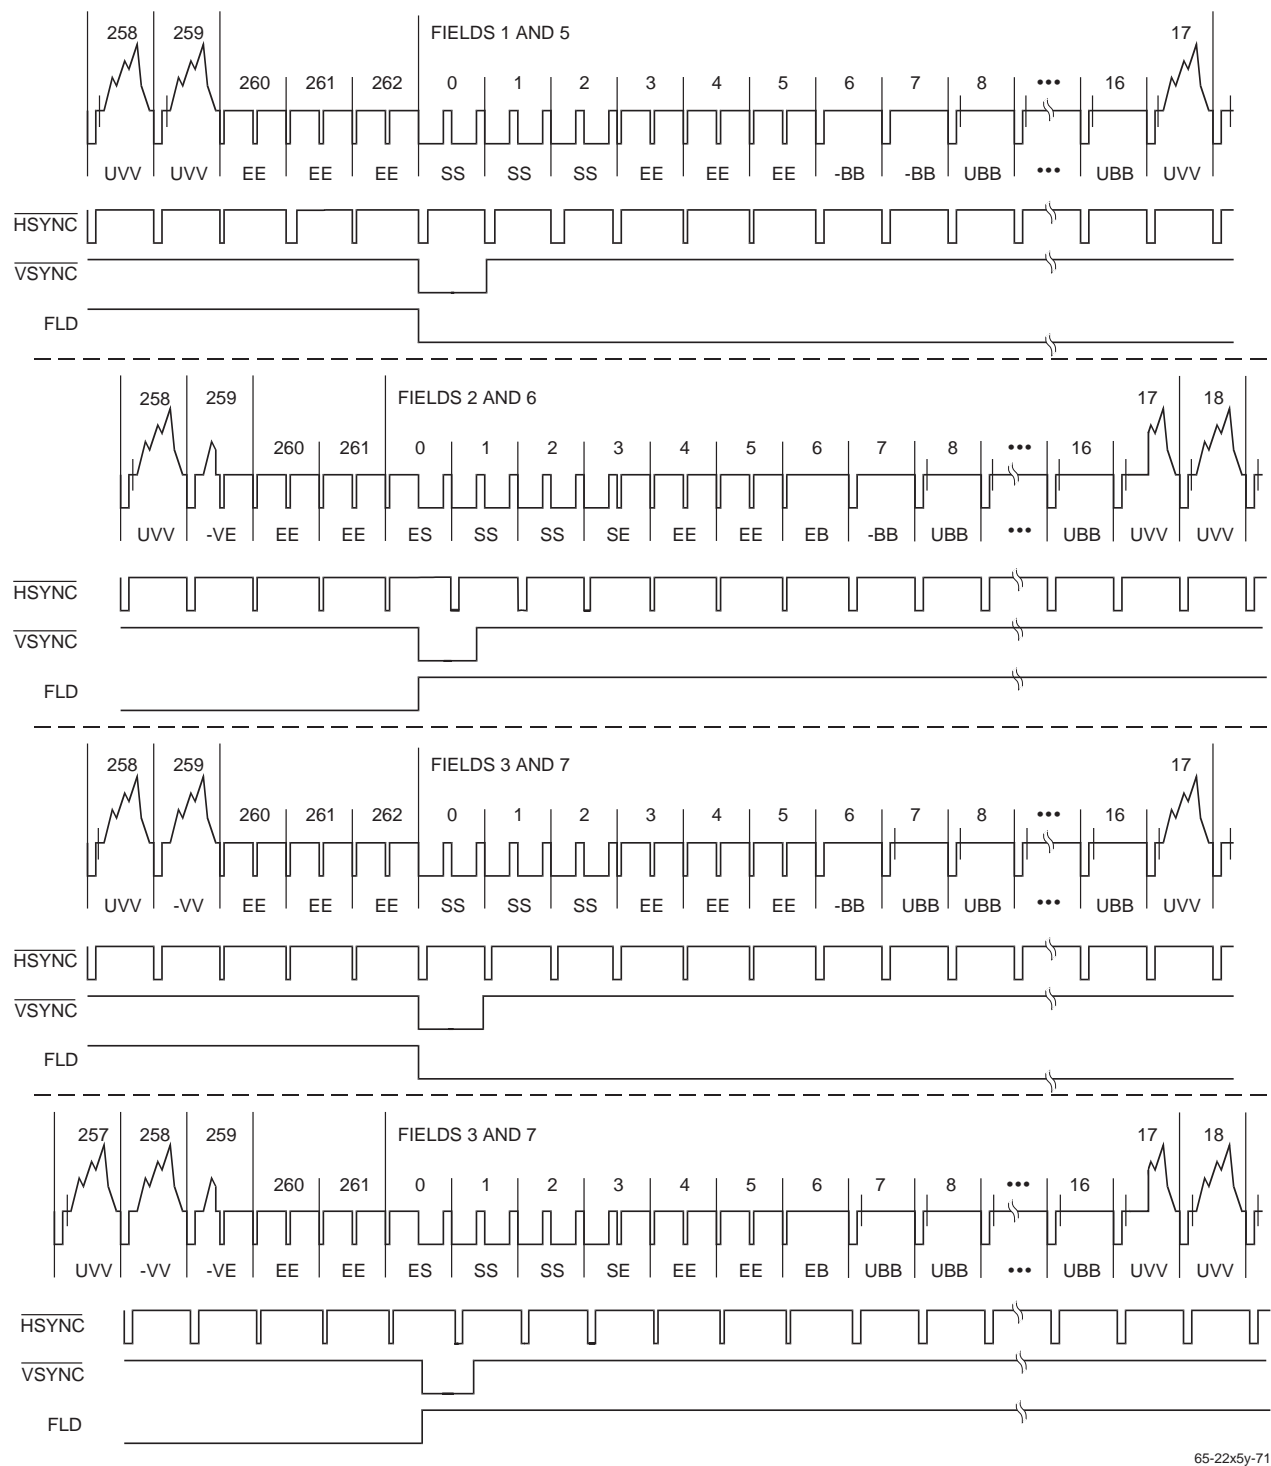 258 259 FIELDS 1 AND 5 17
260 261 262 0 1 2 3 4 5 6 7 8 ••• 16
UVV UVV EE EE EE SS SS SS EE EE EE -BB -BB UBB ••• UBB UVV
HSYNC
VSYNC
FLD
258 259 FIELDS 2 AND 6 17 18
260 261 0 1 2 3 4 5 6 7 8 ••• 16
UVV -VE EE EE ES SS SS SE EE EE EB -BB UBB ••• UBB UVV UVV
HSYNC
VSYNC
FLD
258 259 FIELDS 3 AND 7 17
260 261 262 0 1 2 3 4 5 6 7 8 ••• 16
UVV -VV EE EE EE SS SS SS EE EE EE -BB UBB UBB ••• UBB UVV
HSYNC
VSYNC
FLD
257 258 259 FIELDS 3 AND 7 17 18
260 261 0 1 2 3 4 5 6 7 8 ••• 16
UVV -VV -VE EE EE ES SS SS SE EE EE EB UBB UBB ••• UBB UVV UVV
HSYNC
VSYNC
FLD
65-22x5y-71